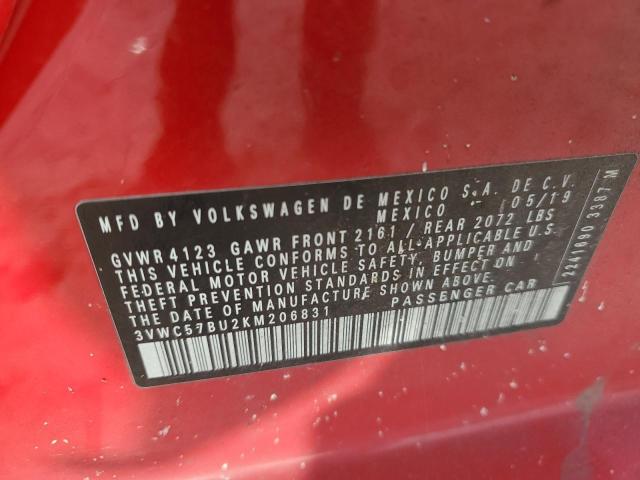 MFD BY VOLKSWAGEN DE MEXICO S.A. DE C.V.
MEXICO - 05/19
GVWR 4123 GAWR FRONT 2161 / REAR 2072 LBS
THIS VEHICLE CONFORMS TO ALL APPLICABLE U.S.
FEDERAL MOTOR VEHICLE SAFETY, BUMPER AND
THEFT PREVENTION STANDARDS IN EFFECT ON
THE DATE OF MANUFACTURE SHOWN ABOVE.
3VWC57BU2KM206831 PASSENGER CAR
2241890 3387 M